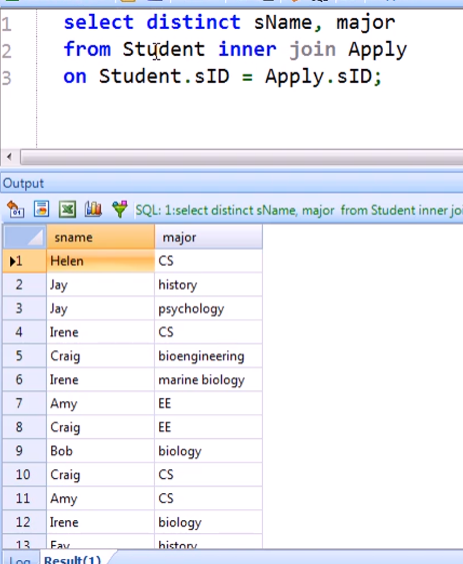 1 select distinct sName, major
2 from Student inner join Apply
3 on Student.sID = Apply.sID;
Output
SQL: 1:select distinct sName, major from Student inner jo
sname major
1 Helen CS
2 Jay history
3 Jay psychology
4 Irene CS
5 Craig bioengineering
6 Irene marine biology
7 Amy EE
8 Craig EE
9 Bob biology
10 Craig CS
11 Amy CS
12 Irene biology
13 Fay history
Log Result(1)